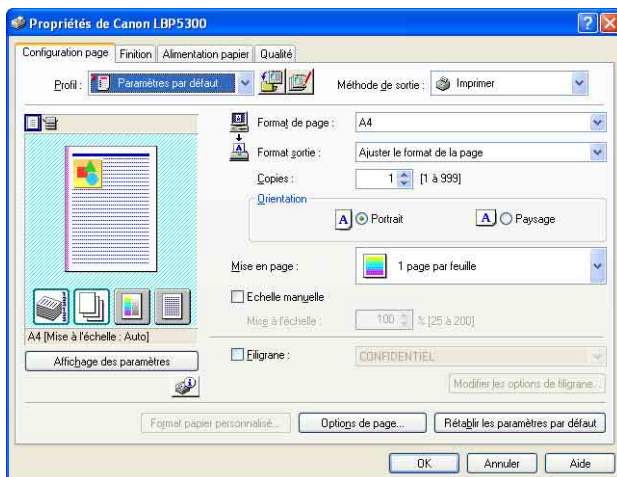 Propriétés de Canon LBP5300
Configuration page Finition Alimentation papier Qualité
Profil : Paramètres par défaut Méthode de sortie : Imprimer
Format de page : A4
Format sortie : Ajuster le format de la page
Copies : 1 [1 à 999]
Orientation
A Portrait A Paysage
Mise en page : 1 page par feuille
Echelle manuelle
Mise à l'échelle : 100 % [25 à 200]
A4 [Mise à l'échelle : Auto]
Affichage des paramètres
Filigrane : CONFIDENTIEL
Modifier les options de filigrane...
Format papier personnalisé... Options de page... Rétablir les paramètres par défaut
OK Annuler Aide